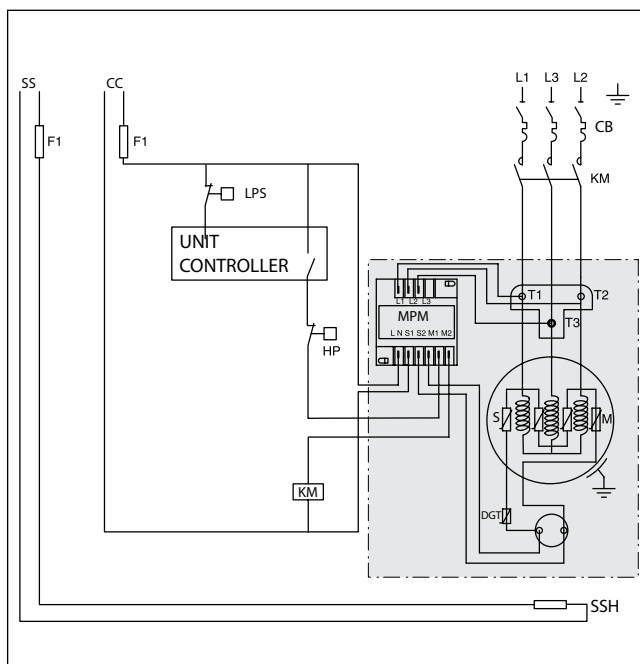 L1 L3 L2
SS CC
CB
F1 F1
KM
LPS
UNIT
CONTROLLER
T1 T2
L1 L2 L3
MPM
T3
L N S1 S2 M1 M2
HP
S M
KM
DGT
SSH